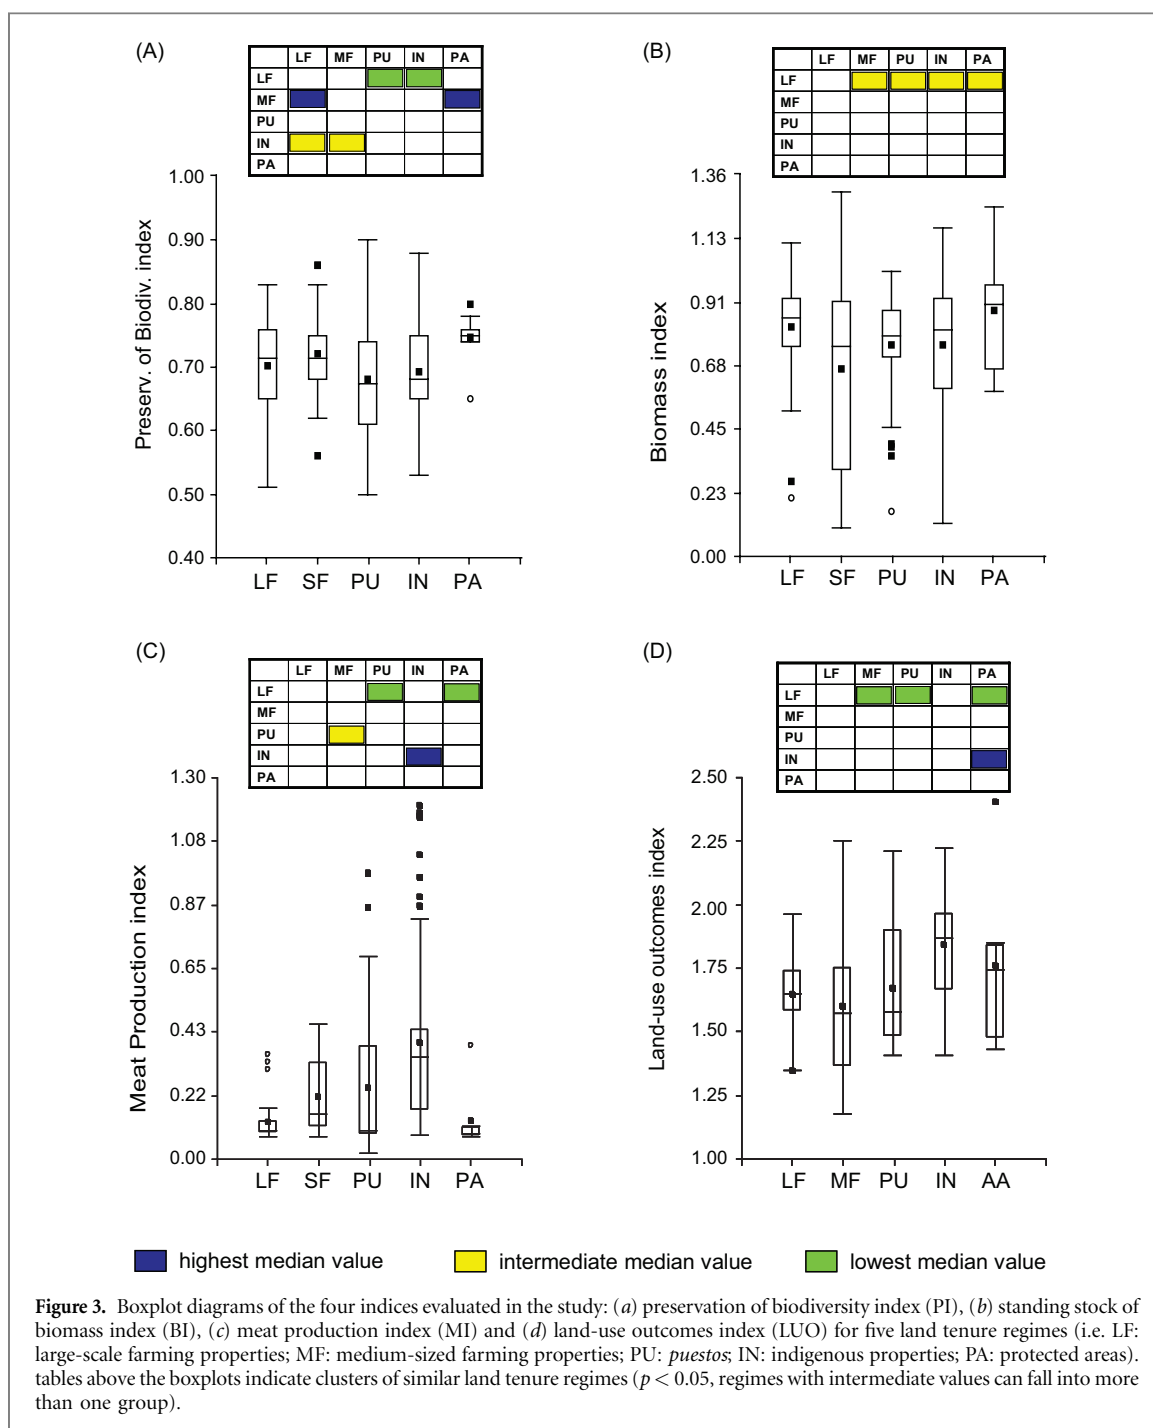 (A)
LF MF PU IN PA
LF
MF
PU
IN
PA
1.00
0.90
0.80
0.70
0.60
0.50
0.40
Preserv. of Biodiv. index
LF SF PU IN PA
(B)
LF MF PU IN PA
LF
MF
PU
IN
PA
1.36
1.13
0.91
0.68
0.45
0.23
0.00
Biomass index
LF SF PU IN PA
(C)
LF MF PU IN PA
LF
MF
PU
IN
PA
1.30
1.08
0.87
0.65
0.43
0.22
0.00
Meat Production index
LF SF PU IN PA
(D)
LF MF PU IN PA
LF
MF
PU
IN
PA
2.50
2.25
2.00
1.75
1.50
1.25
1.00
Land-use outcomes index
LF MF PU IN AA
highest median value intermediate median value lowest median value
Figure 3. Boxplot diagrams of the four indices evaluated in the study: (a) preservation of biodiversity index (PI), (b) standing stock of
biomass index (BI), (c) meat production index (MI) and (d) land-use outcomes index (LUO) for five land tenure regimes (i.e. LF:
large-scale farming properties; MF: medium-sized farming properties; PU: puestos; IN: indigenous properties; PA: protected areas).
tables above the boxplots indicate clusters of similar land tenure regimes (p < 0.05, regimes with intermediate values can fall into more
than one group).